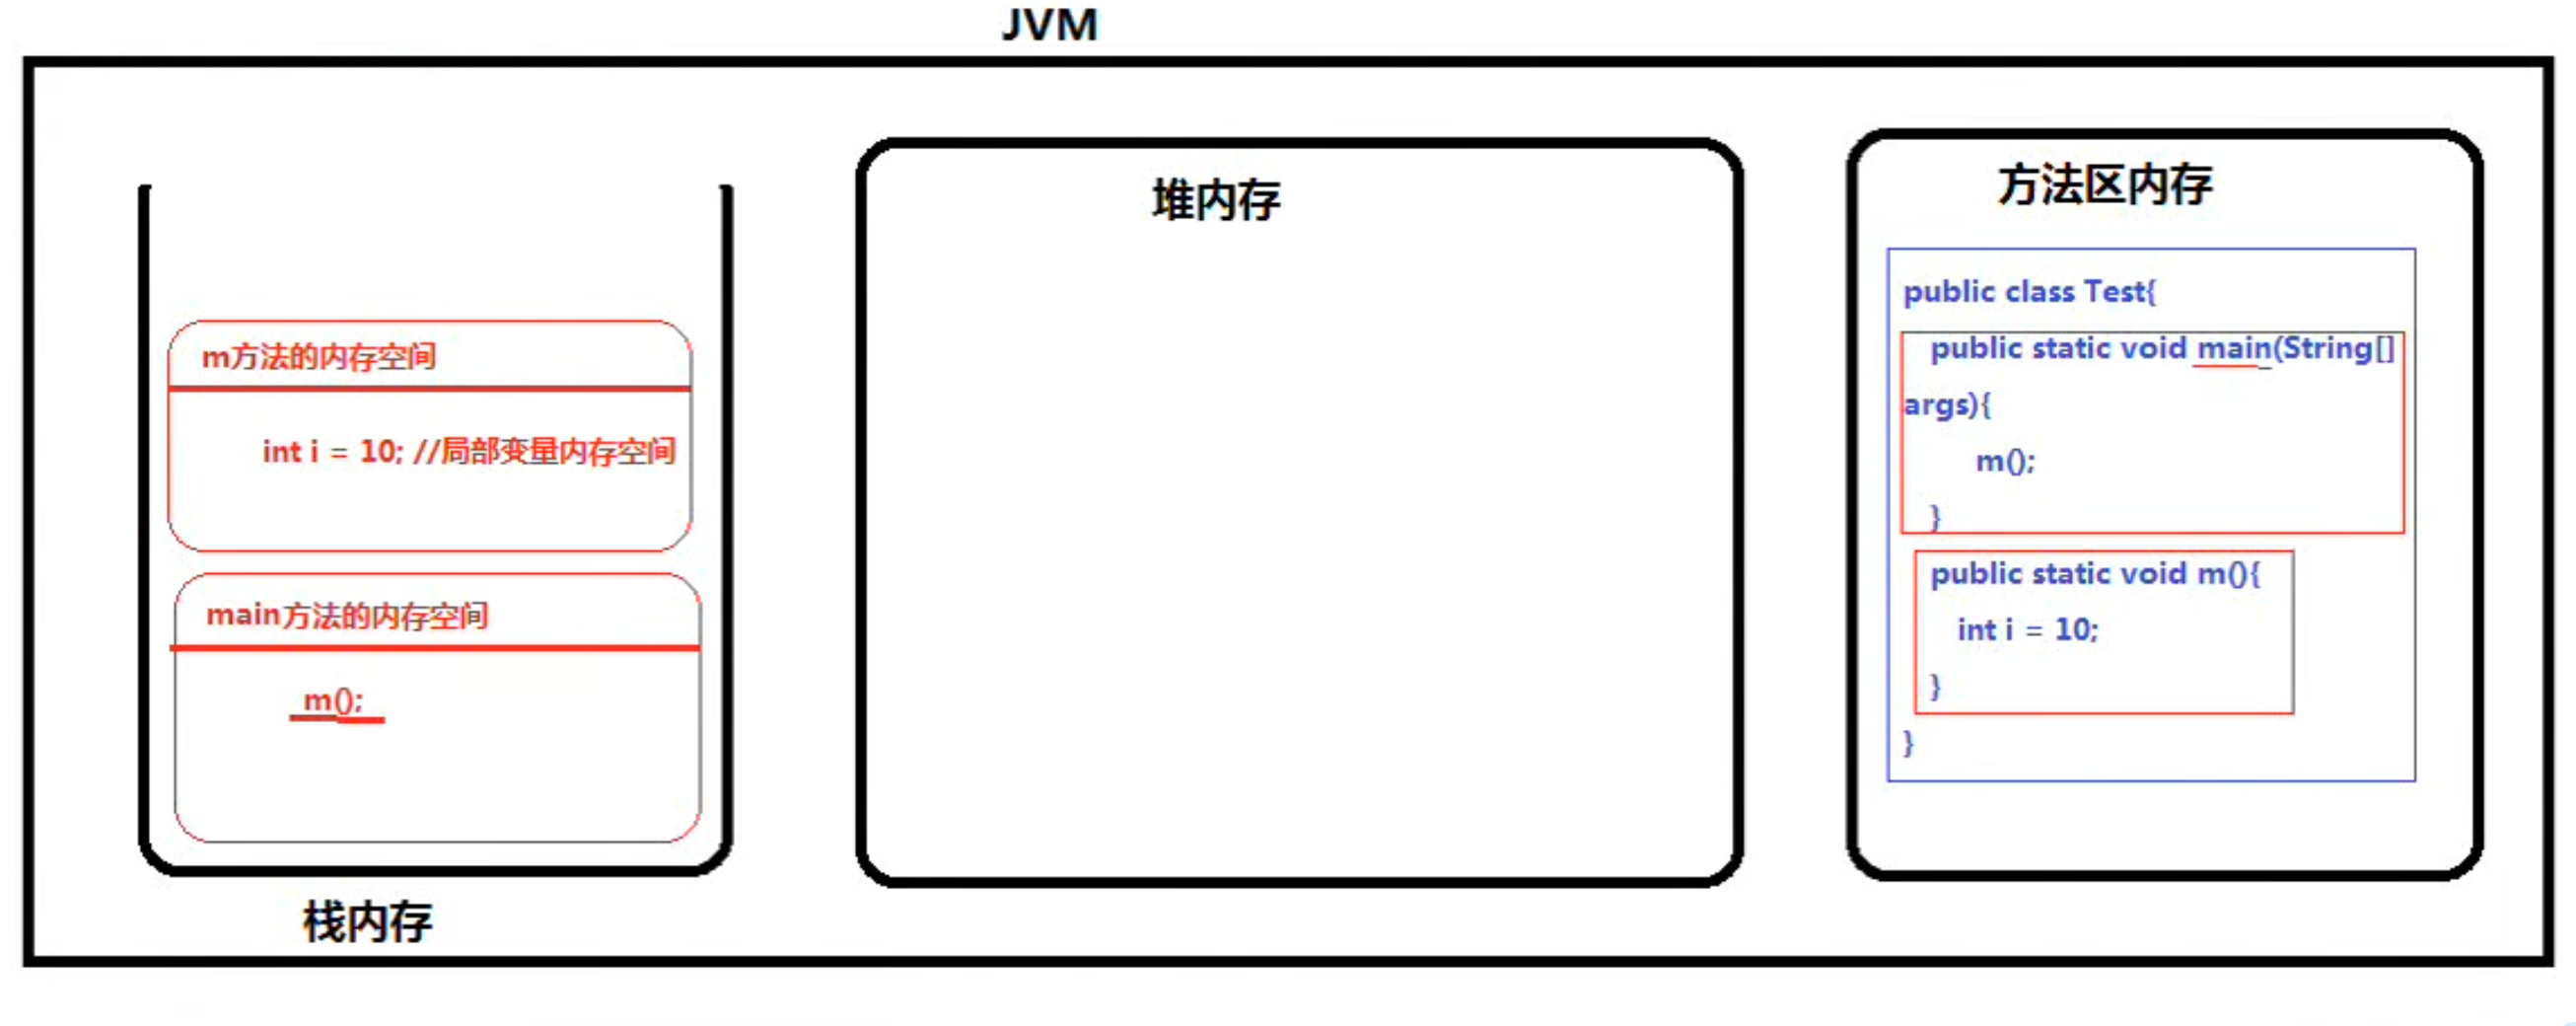 JVM
m方法的内存空间
int i = 10; //局部变量内存空间
main方法的内存空间
m();
栈内存
堆内存
方法区内存
public class Test{
public static void main(String[]
args){
m();
}
public static void m(){
int i = 10;
}
}